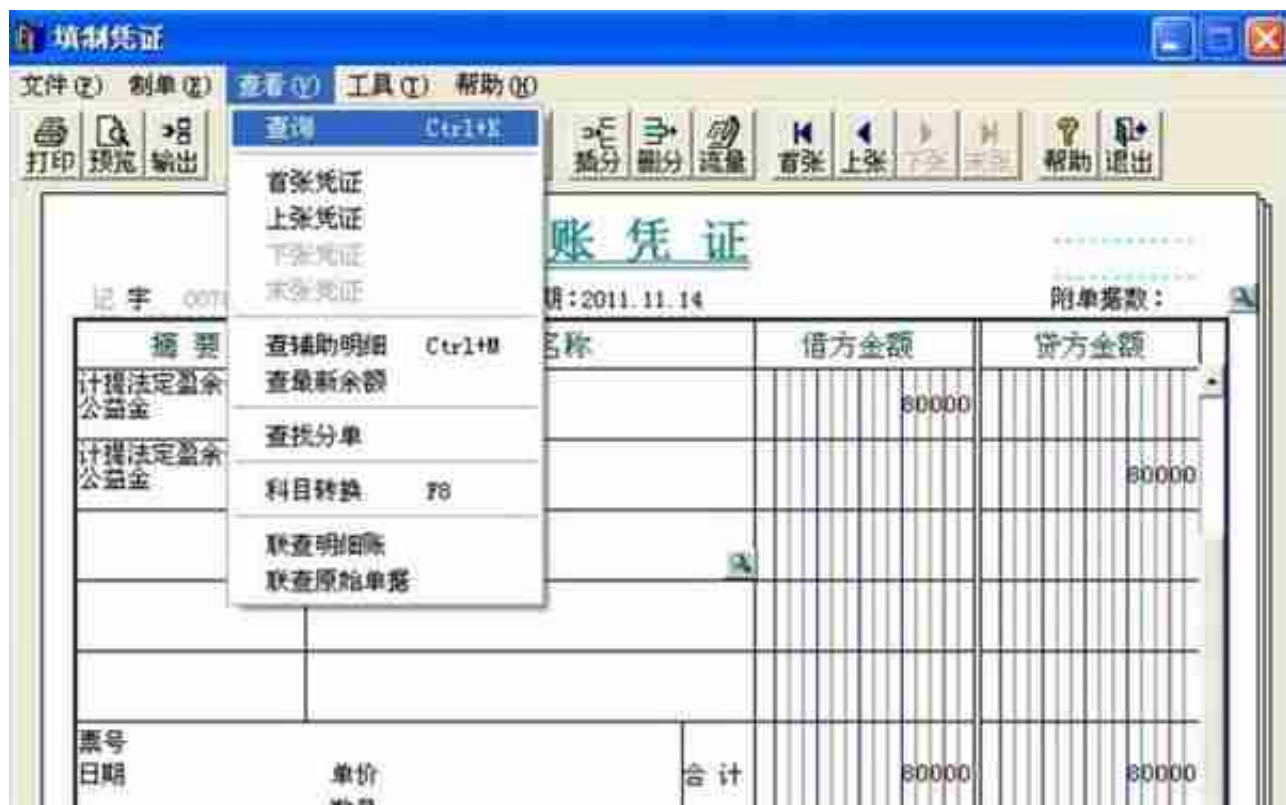 填制凭证
文件(F) 制单(E) 查看(V) 工具(T) 帮助(H)
打印 预览 输出 插分 删分 流量 首张 上张 下张 末张 帮助 退出
查询
首张凭证
上张凭证
下张凭证
末张凭证
查辅助明细 Ctrl+M
查最新余额
查找分单
科目转换 F8
联查明细账
联查原始单据
账 凭 证
记 字 :2011.11.14 附单据数：
摘 要 名称 借方金额 贷方金额
计提法定盈余
公益金 80000
计提法定盈余
公益金 80000
票号
日期 单价 合 计 80000 80000